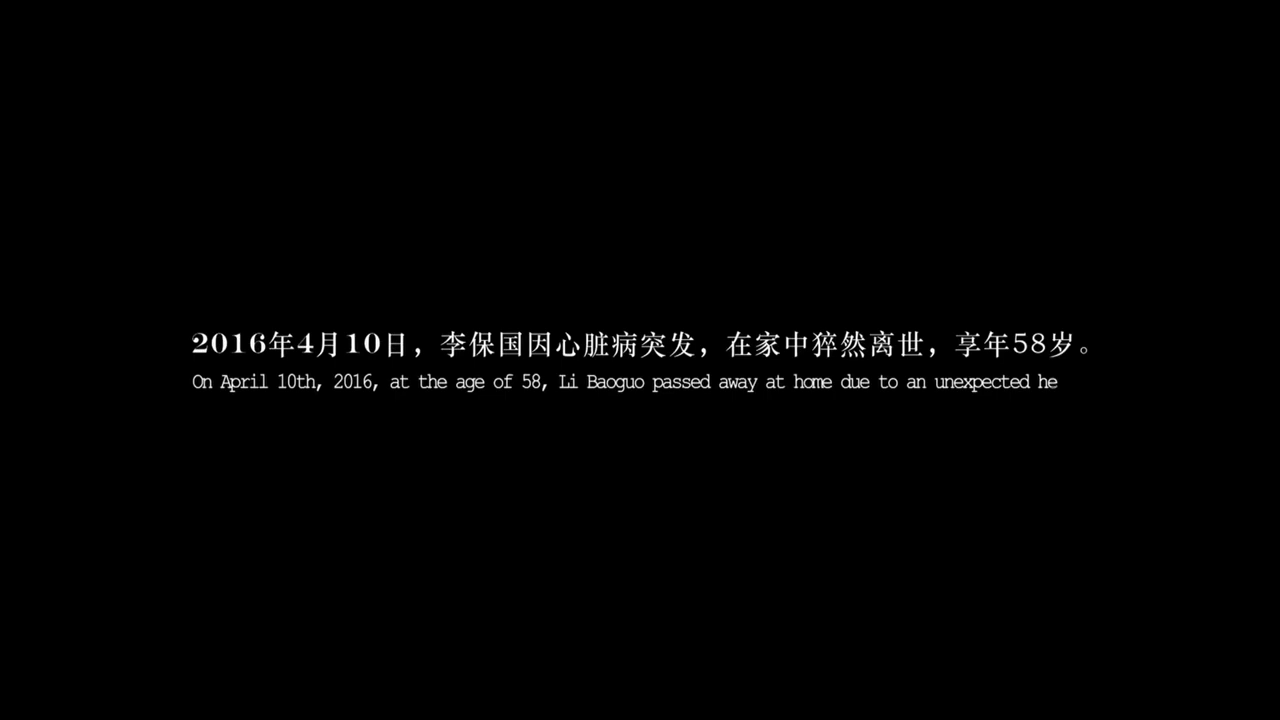 2016年4月10日，李保国因心脏病突发，在家中猝然离世，享年58岁。
On April 10th, 2016, at the age of 58, Li Baoguo passed away at home due to an unexpected he